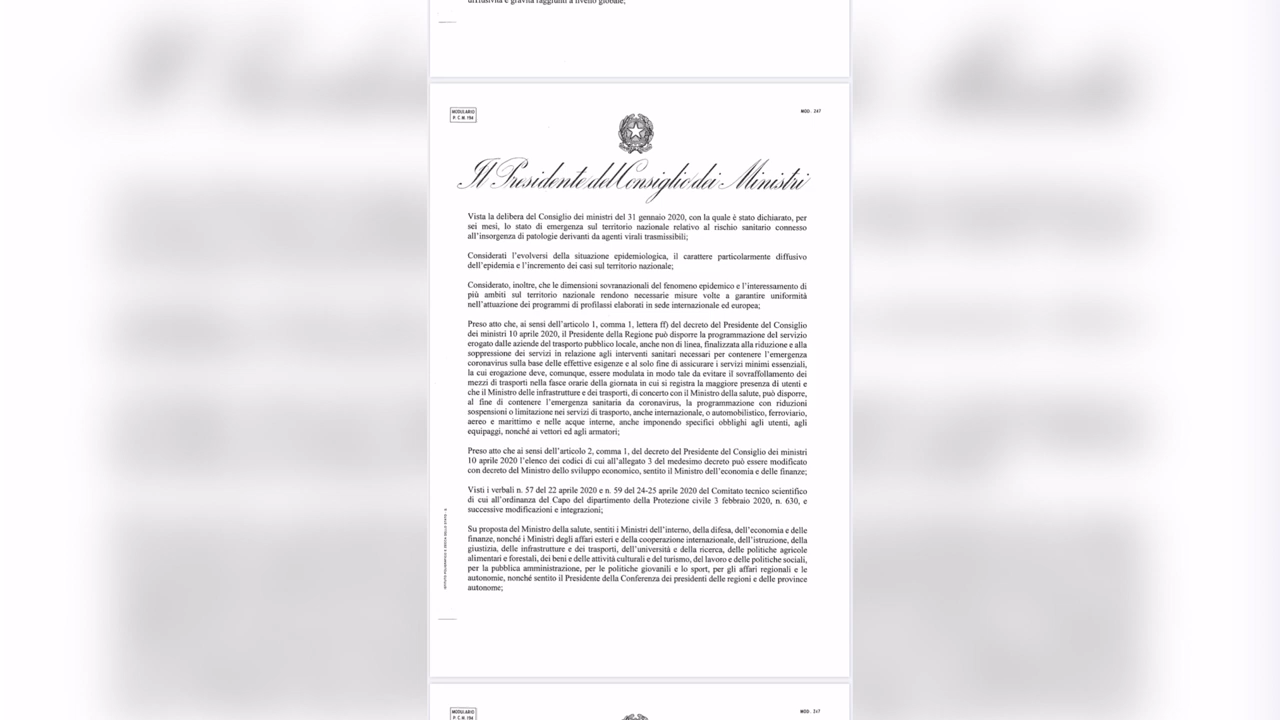 diffusività e gravità raggiunti a livello globale;
MODULARIO
P. C. M. 194
MOD. 247
Il Presidente del Consiglio dei Ministri
Vista la delibera del Consiglio dei ministri del 31 gennaio 2020, con la quale è stato dichiarato, per
sei mesi, lo stato di emergenza sul territorio nazionale relativo al rischio sanitario connesso
all'insorgenza di patologie derivanti da agenti virali trasmissibili;
Considerati l'evolversi della situazione epidemiologica, il carattere particolarmente diffusivo
dell'epidemia e l'incremento dei casi sul territorio nazionale;
Considerato, inoltre, che le dimensioni sovranazionali del fenomeno epidemico e l'interessamento di
più ambiti sul territorio nazionale rendono necessarie misure volte a garantire uniformità
nell'attuazione dei programmi di profilassi elaborati in sede internazionale ed europea;
Preso atto che, ai sensi dell'articolo 1, comma 1, lettera ff) del decreto del Presidente del Consiglio
dei ministri 10 aprile 2020, il Presidente della Regione può disporre la programmazione del servizio
erogato dalle aziende del trasporto pubblico locale, anche non di linea, finalizzata alla riduzione e alla
soppressione dei servizi in relazione agli interventi sanitari necessari per contenere l'emergenza
coronavirus sulla base delle effettive esigenze e al solo fine di assicurare i servizi minimi essenziali,
la cui erogazione deve, comunque, essere modulata in modo tale da evitare il sovraffollamento dei
mezzi di trasporti nella fasce orarie della giornata in cui si registra la maggiore presenza di utenti e
che il Ministro delle infrastrutture e dei trasporti, di concerto con il Ministro della salute, può disporre,
al fine di contenere l'emergenza sanitaria da coronavirus, la programmazione con riduzioni
sospensioni o limitazione nei servizi di trasporto, anche internazionale, o automobilistico, ferroviario,
aereo e marittimo e nelle acque interne, anche imponendo specifici obblighi agli utenti, agli
equipaggi, nonché ai vettori ed agli armatori;
Preso atto che ai sensi dell'articolo 2, comma 1, del decreto del Presidente del Consiglio dei ministri
10 aprile 2020 l'elenco dei codici di cui all'allegato 3 del medesimo decreto può essere modificato
con decreto del Ministro dello sviluppo economico, sentito il Ministro dell'economia e delle finanze;
Visti i verbali n. 57 del 22 aprile 2020 e n. 59 del 24-25 aprile 2020 del Comitato tecnico scientifico
di cui all'ordinanza del Capo del dipartimento della Protezione civile 3 febbraio 2020, n. 630, e
successive modificazioni e integrazioni;
Su proposta del Ministro della salute, sentiti i Ministri dell'interno, della difesa, dell'economia e delle
finanze, nonché i Ministri degli affari esteri e della cooperazione internazionale, dell'istruzione, della
giustizia, delle infrastrutture e dei trasporti, dell'università e della ricerca, delle politiche agricole
alimentari e forestali, dei beni e delle attività culturali e del turismo, del lavoro e delle politiche sociali,
per la pubblica amministrazione, per le politiche giovanili e lo sport, per gli affari regionali e le
autonomie, nonché sentito il Presidente della Conferenza dei presidenti delle regioni e delle province
autonome;
MODULARIO
P. C. M. 194
MOD. 247